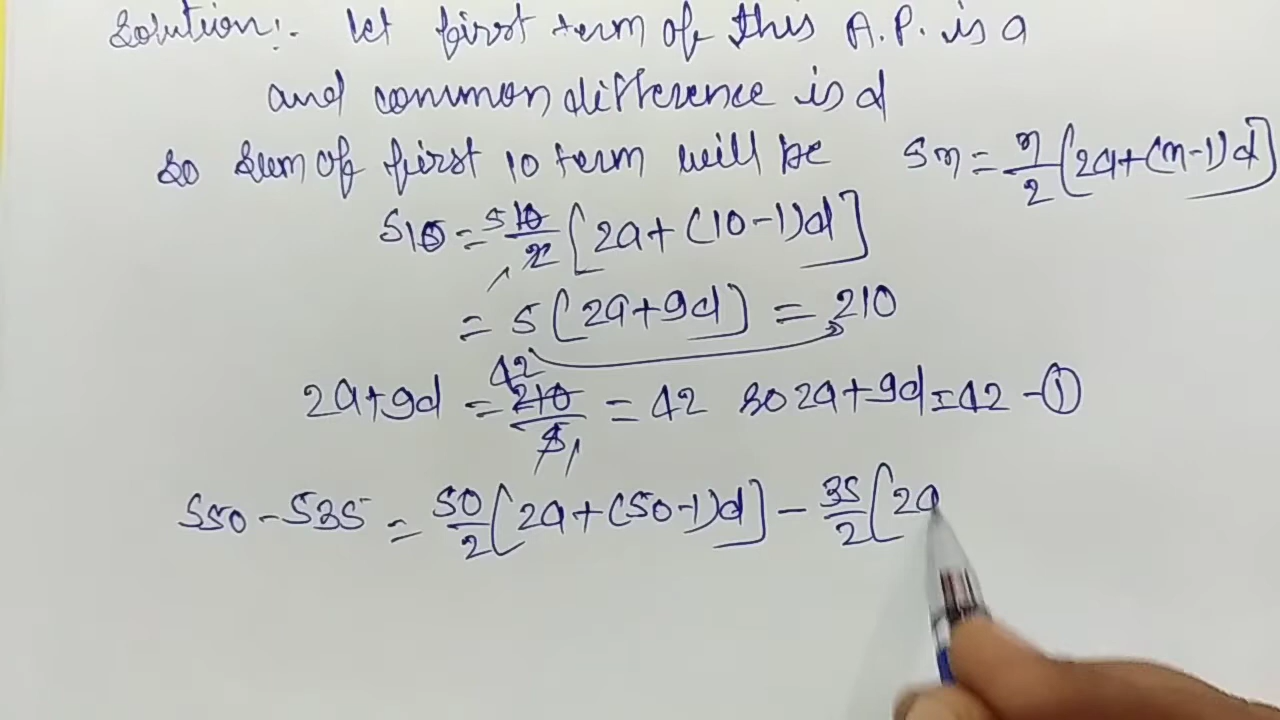 Solution:- let first term of this A.P. is a
and common difference is d
so sum of first 10 term will be Sn = n/2 [2a+(n-1)d]
S10 = 5 10/2 1 [2a+(10-1)d]
= 5[2a+9d] = 210
2a+9d = 42 210/5 1 = 42 so 2a+9d=42 -①
S50 - S35 = 50/2 [2a+(50-1)d] - 35/2 [2a